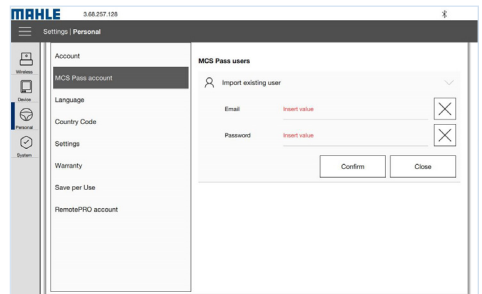 MAHLE 3.68.257.128
Settings | Personal
Wireless
Device
Personal
System
Account
MCS Pass account
Language
Country Code
Settings
Warranty
Save per Use
RemotePRO account
MCS Pass users
Import existing user
Email Insert value
Password Insert value
Confirm Close